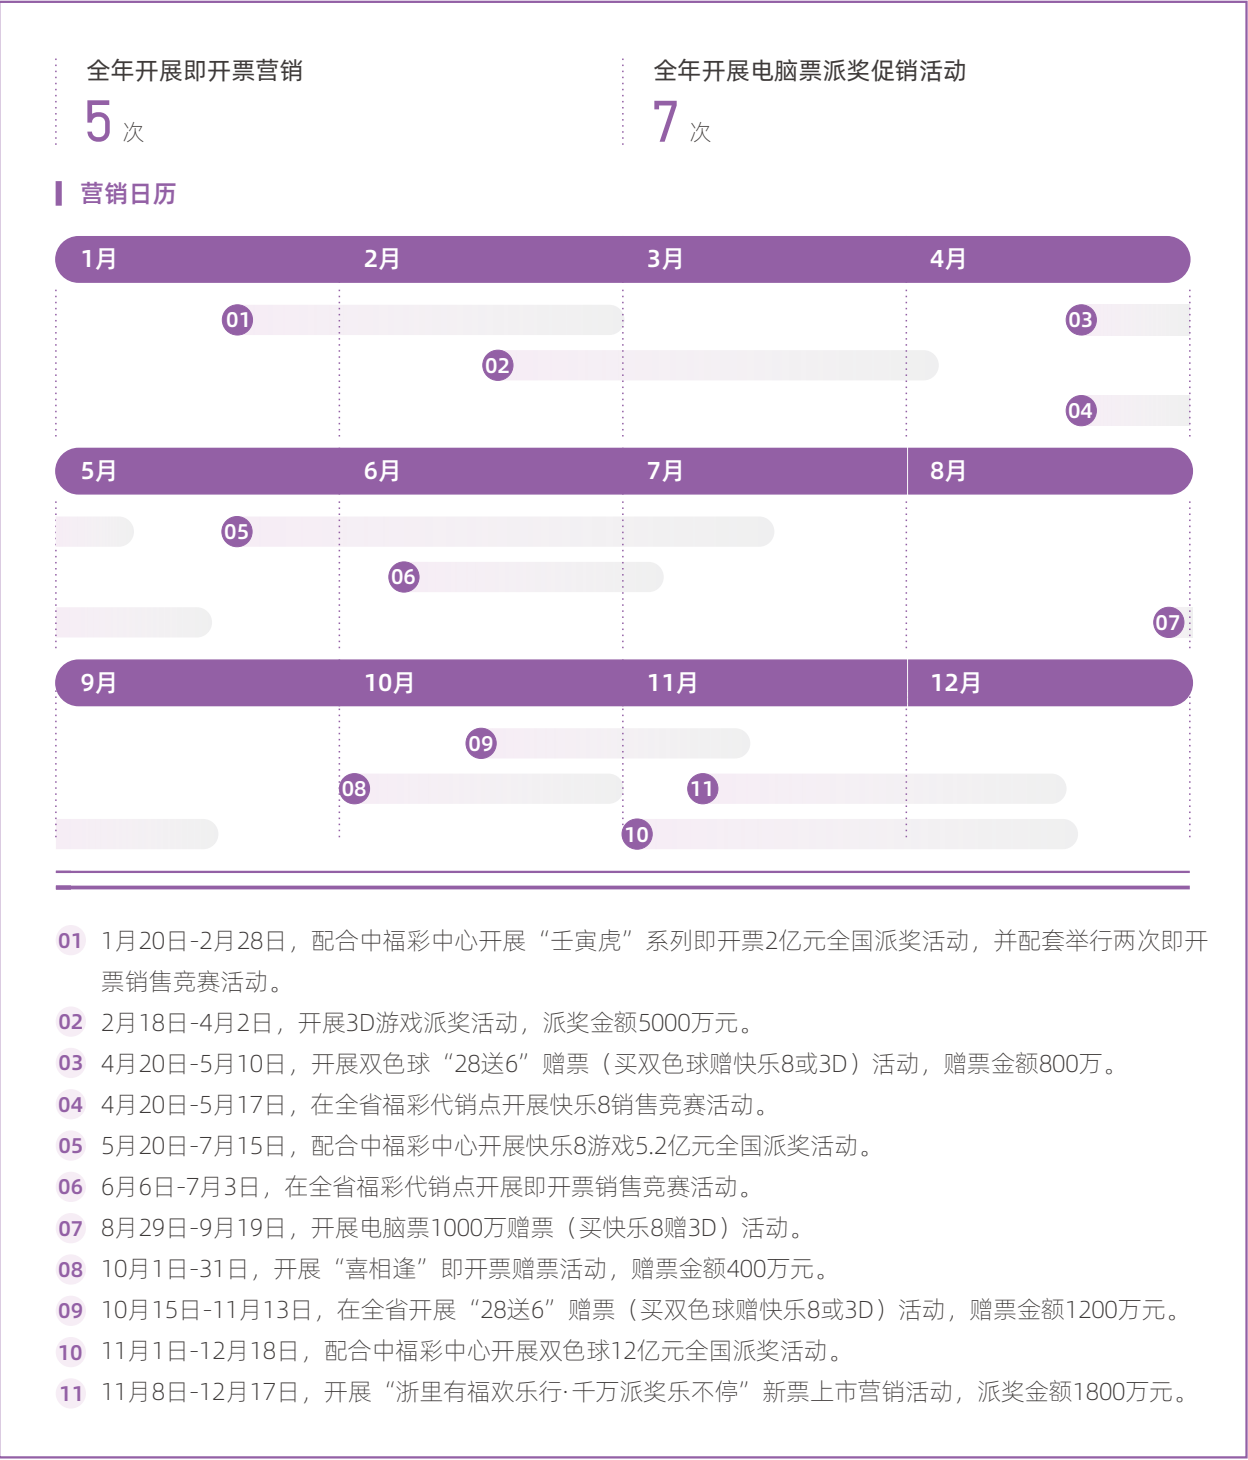 全年开展即开票营销
5 次
全年开展电脑票派奖促销活动
7 次
营销日历
1月 2月 3月 4月
01 03
02
04
5月 6月 7月 8月
05
06
07
9月 10月 11月 12月
09
08 11
10
01 1月20日-2月28日，配合中福彩中心开展“壬寅虎”系列即开票2亿元全国派奖活动，并配套举行两次即开
票销售竞赛活动。
02 2月18日-4月2日，开展3D游戏派奖活动，派奖金额5000万元。
03 4月20日-5月10日，开展双色球“28送6”赠票（买双色球赠快乐8或3D）活动，赠票金额800万。
04 4月20日-5月17日，在全省福彩代销点开展快乐8销售竞赛活动。
05 5月20日-7月15日，配合中福彩中心开展快乐8游戏5.2亿元全国派奖活动。
06 6月6日-7月3日，在全省福彩代销点开展即开票销售竞赛活动。
07 8月29日-9月19日，开展电脑票1000万赠票（买快乐8赠3D）活动。
08 10月1日-31日，开展“喜相逢”即开票赠票活动，赠票金额400万元。
09 10月15日-11月13日，在全省开展“28送6”赠票（买双色球赠快乐8或3D）活动，赠票金额1200万元。
10 11月1日-12月18日，配合中福彩中心开展双色球12亿元全国派奖活动。
11 11月8日-12月17日，开展“浙里有福欢乐行·千万派奖乐不停”新票上市营销活动，派奖金额1800万元。